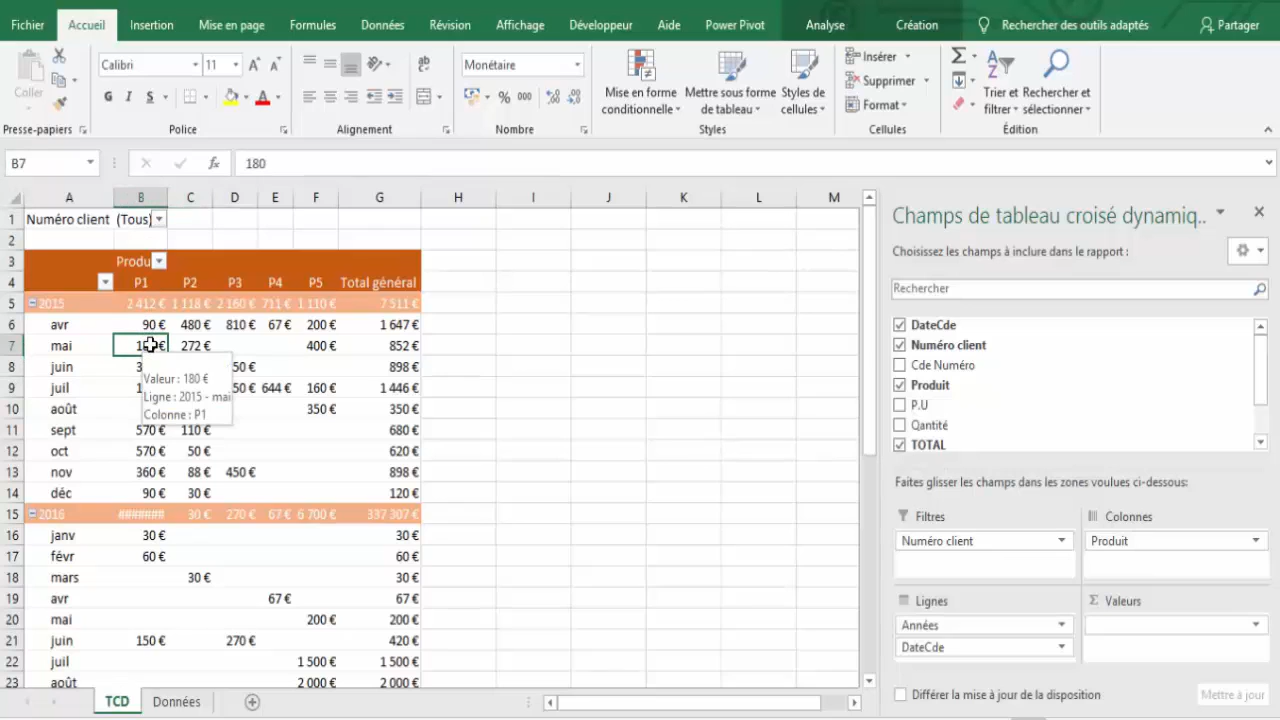 Fichier Accueil Insertion Mise en page Formules Données Révision Affichage Développeur Aide Power Pivot Analyse Création Rechercher des outils adaptés Partager
Coller
Presse-papiers
Calibri 11
G I S
Police
Alignement
Monétaire
% 000
Nombre
Mise en forme conditionnelle
Mettre sous forme de tableau
Styles de cellules
Styles
Insérer
Supprimer
Format
Cellules
Trier et filtrer
Rechercher et sélectionner
Édition
B7 fx 180
A B C D E F G H I J K L M
1 Numéro client (Tous)
2
3 Produ
4 P1 P2 P3 P4 P5 Total général
5 2015 2 412 € 1 118 € 2 160 € 711 € 1 110 € 7 511 €
6 avr 90 € 480 € 810 € 67 € 200 € 1 647 €
7 mai 272 € 400 € 852 €
8 juin 50 € 898 €
9 juil 50 € 644 € 160 € 1 446 €
10 août 350 € 350 €
11 sept 570 € 110 € 680 €
12 oct 570 € 50 € 620 €
13 nov 360 € 88 € 450 € 898 €
14 déc 90 € 30 € 120 €
15 2016 ####### 30 € 270 € 67 € 6 700 € 337 307 €
16 janv 30 € 30 €
17 févr 60 € 60 €
18 mars 30 € 30 €
19 avr 67 € 67 €
20 mai 200 € 200 €
21 juin 150 € 270 € 420 €
22 juil 1 500 € 1 500 €
23 août 2 000 € 2 000 €
Valeur : 180 €
Ligne : 2015 - mai
Colonne : P1
TCD Données
Champs de tableau croisé dynamiq..
Choisissez les champs à inclure dans le rapport :
Rechercher
DateCde
Numéro client
Cde Numéro
Produit
P.U
Qantité
TOTAL
Faites glisser les champs dans les zones voulues ci-dessous:
Filtres
Numéro client
Colonnes
Produit
Lignes
Années
DateCde
Σ Valeurs
Différer la mise à jour de la disposition
Mettre à jour